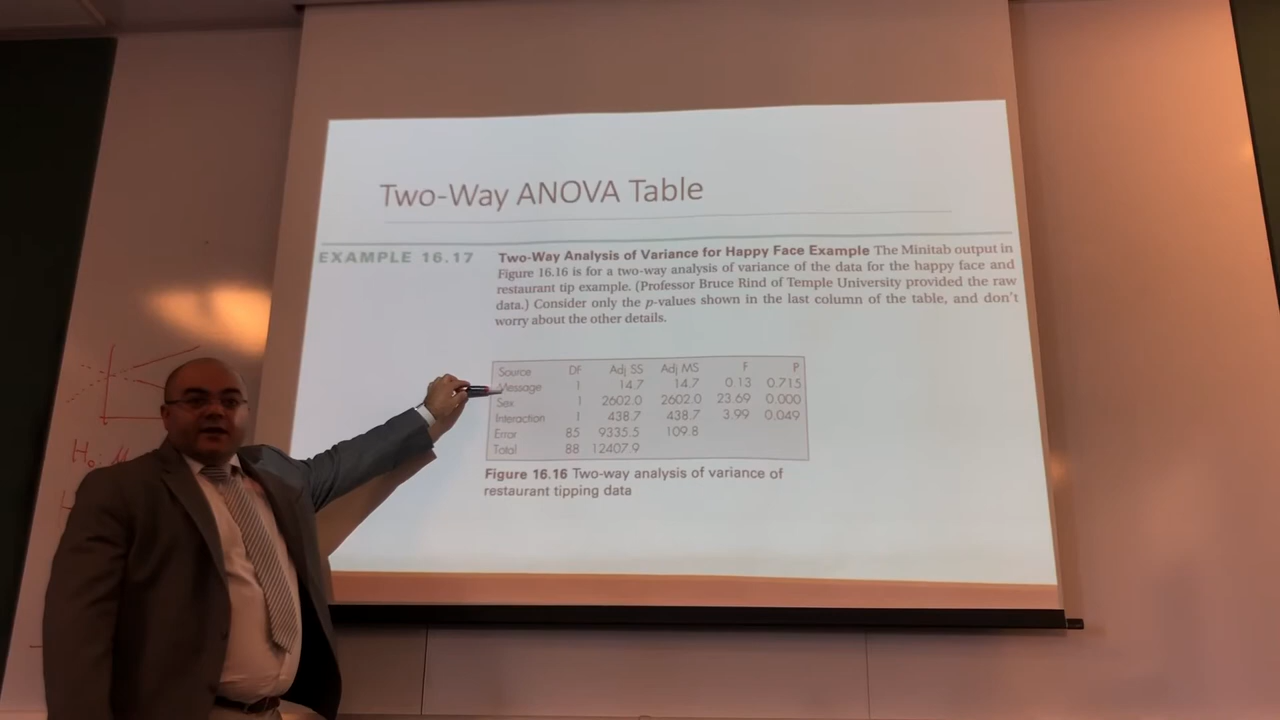 Two-Way ANOVA Table
EXAMPLE 16.17
Two-Way Analysis of Variance for Happy Face Example The Minitab output in
Figure 16.16 is for a two-way analysis of variance of the data for the happy face and
restaurant tip example. (Professor Bruce Rind of Temple University provided the raw
data.) Consider only the p-values shown in the last column of the table, and don't
worry about the other details.
Source DF Adj SS Adj MS F P
Message 1 14.7 14.7 0.13 0.715
Sex 1 2602.0 2602.0 23.69 0.000
Interaction 1 438.7 438.7 3.99 0.049
Error 85 9335.5 109.8
Total 88 12407.9
Figure 16.16 Two-way analysis of variance of
restaurant tipping data
H₀: